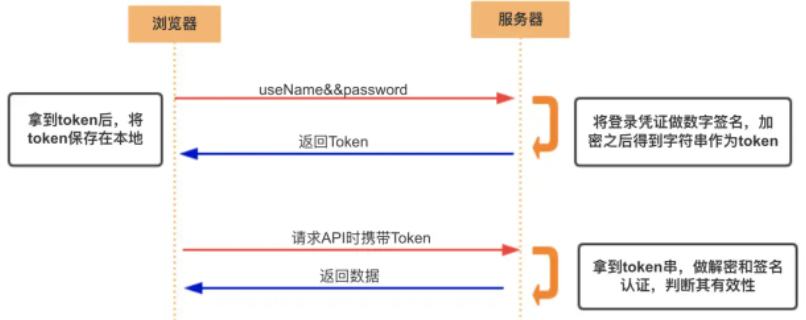 浏览器
服务器
useName&&password
拿到token后，将
token保存在本地
将登录凭证做数字签名，加
密之后得到字符串作为token
返回Token
请求API时携带Token
拿到token串，做解密和签名
认证，判断其有效性
返回数据